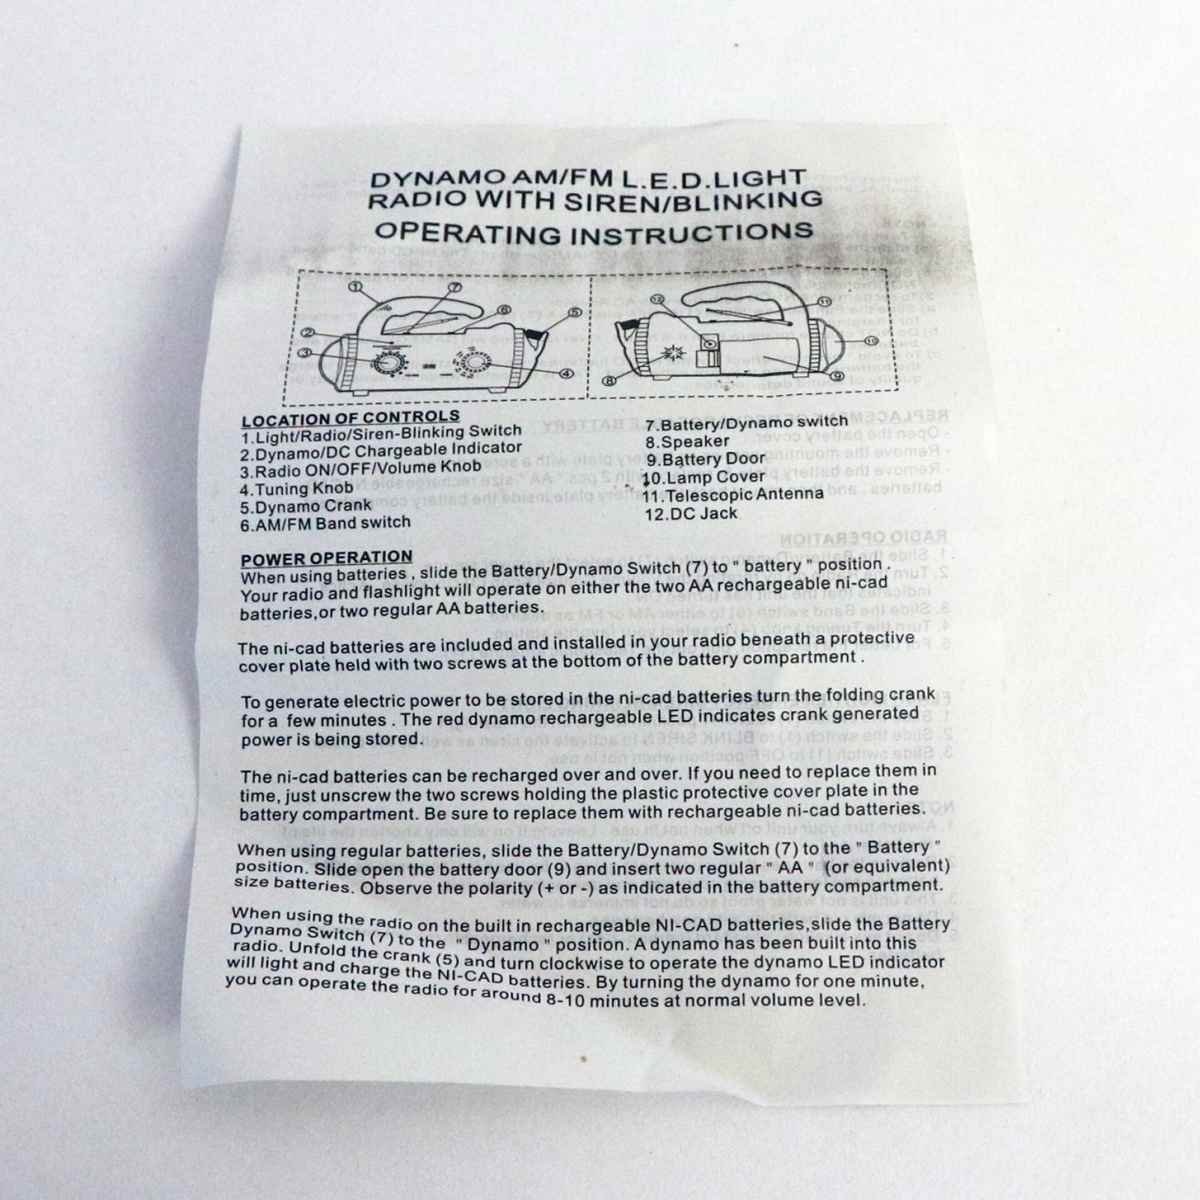 DYNAMO AM/FM L.E.D.LIGHT
RADIO WITH SIREN/BLINKING
OPERATING INSTRUCTIONS
1
7
6
5
2
3
4
12
11
10
8
9
LOCATION OF CONTROLS
1.Light/Radio/Siren-Blinking Switch
2.Dynamo/DC Chargeable Indicator
3.Radio ON/OFF/Volume Knob
4.Tuning Knob
5.Dynamo Crank
6.AM/FM Band switch
7.Battery/Dynamo switch
8.Speaker
9.Battery Door
10.Lamp Cover
11.Telescopic Antenna
12.DC Jack
POWER OPERATION
When using batteries , slide the Battery/Dynamo Switch (7) to " battery " position .
Your radio and flashlight will operate on either the two AA rechargeable ni-cad
batteries,or two regular AA batteries.
The ni-cad batteries are included and installed in your radio beneath a protective
cover plate held with two screws at the bottom of the battery compartment .
To generate electric power to be stored in the ni-cad batteries turn the folding crank
for a few minutes . The red dynamo rechargeable LED indicates crank generated
power is being stored.
The ni-cad batteries can be recharged over and over. If you need to replace them in
time, just unscrew the two screws holding the plastic protective cover plate in the
battery compartment. Be sure to replace them with rechargeable ni-cad batteries.
When using regular batteries, slide the Battery/Dynamo Switch (7) to the " Battery "
position. Slide open the battery door (9) and insert two regular " AA " (or equivalent)
size batteries. Observe the polarity (+ or -) as indicated in the battery compartment.
When using the radio on the built in rechargeable NI-CAD batteries,slide the Battery
Dynamo Switch (7) to the " Dynamo " position. A dynamo has been built into this
radio. Unfold the crank (5) and turn clockwise to operate the dynamo LED indicator
will light and charge the NI-CAD batteries. By turning the dynamo for one minute,
you can operate the radio for around 8-10 minutes at normal volume level.